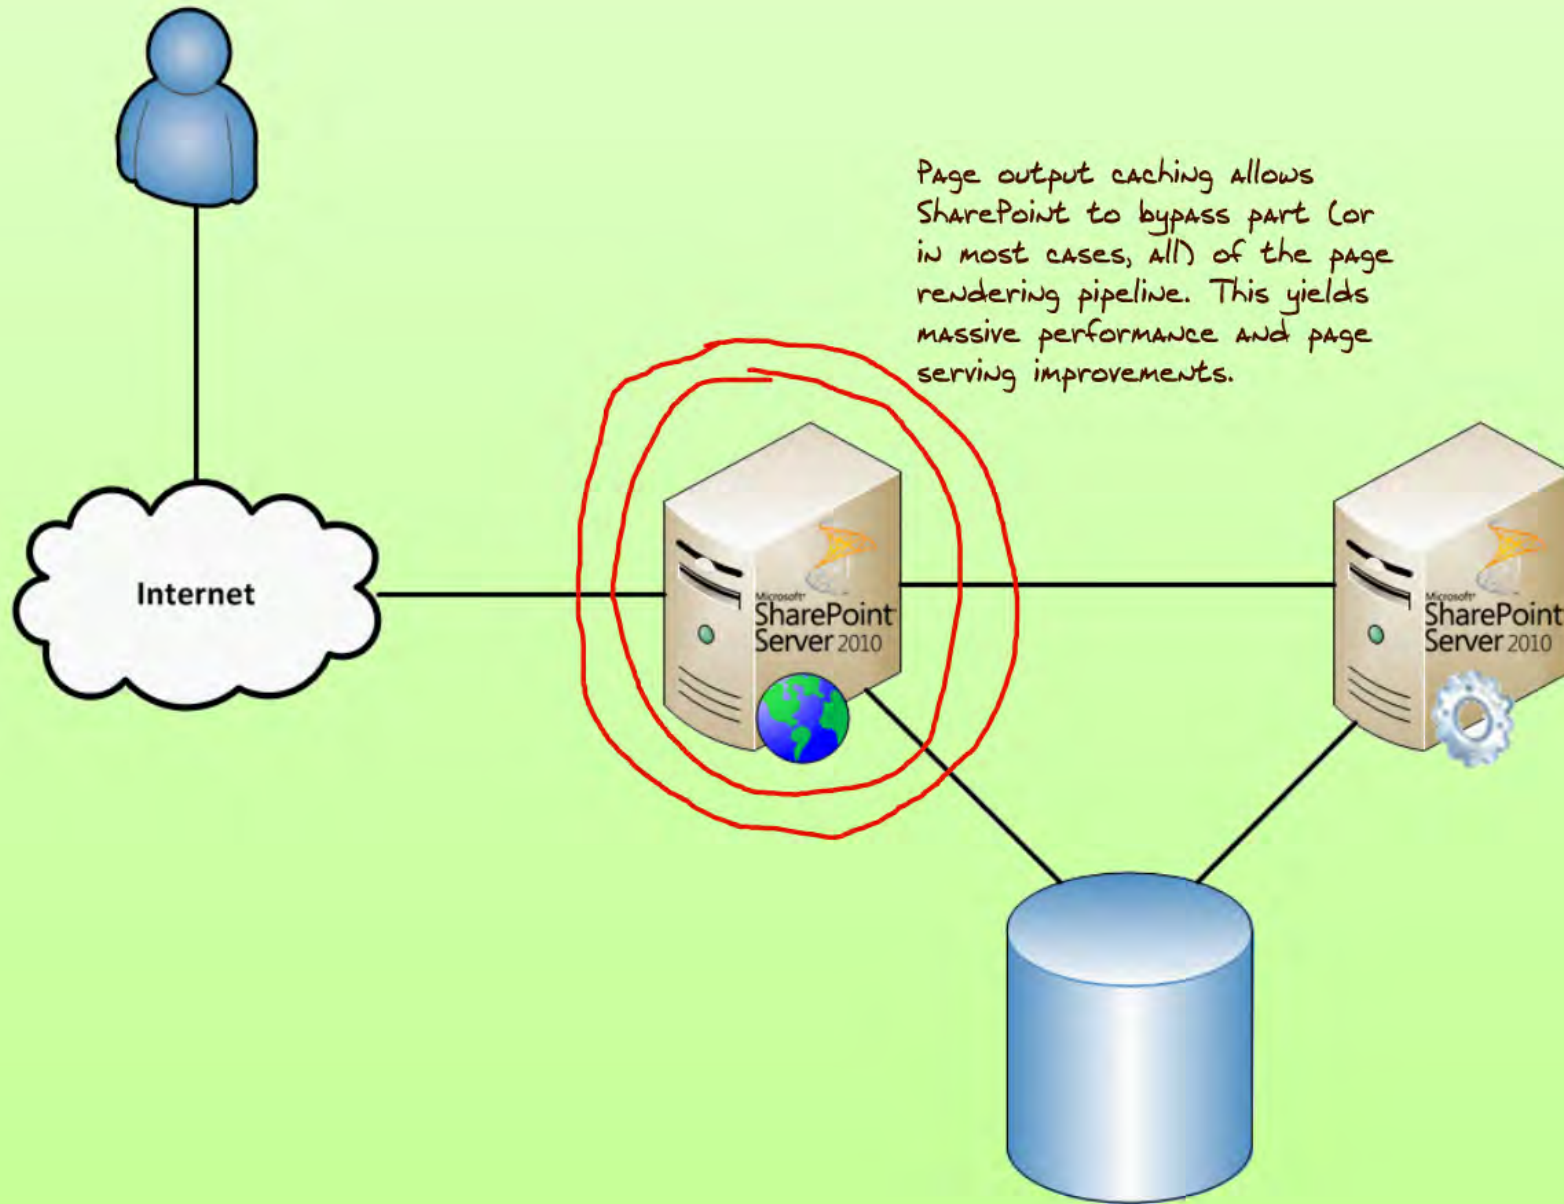 Page output caching allows
SharePoint to bypass part (or
in most cases, all) of the page
rendering pipeline. This yields
massive performance and page
serving improvements.
Internet
Microsoft®
SharePoint
Server 2010
Microsoft®
SharePoint
Server 2010